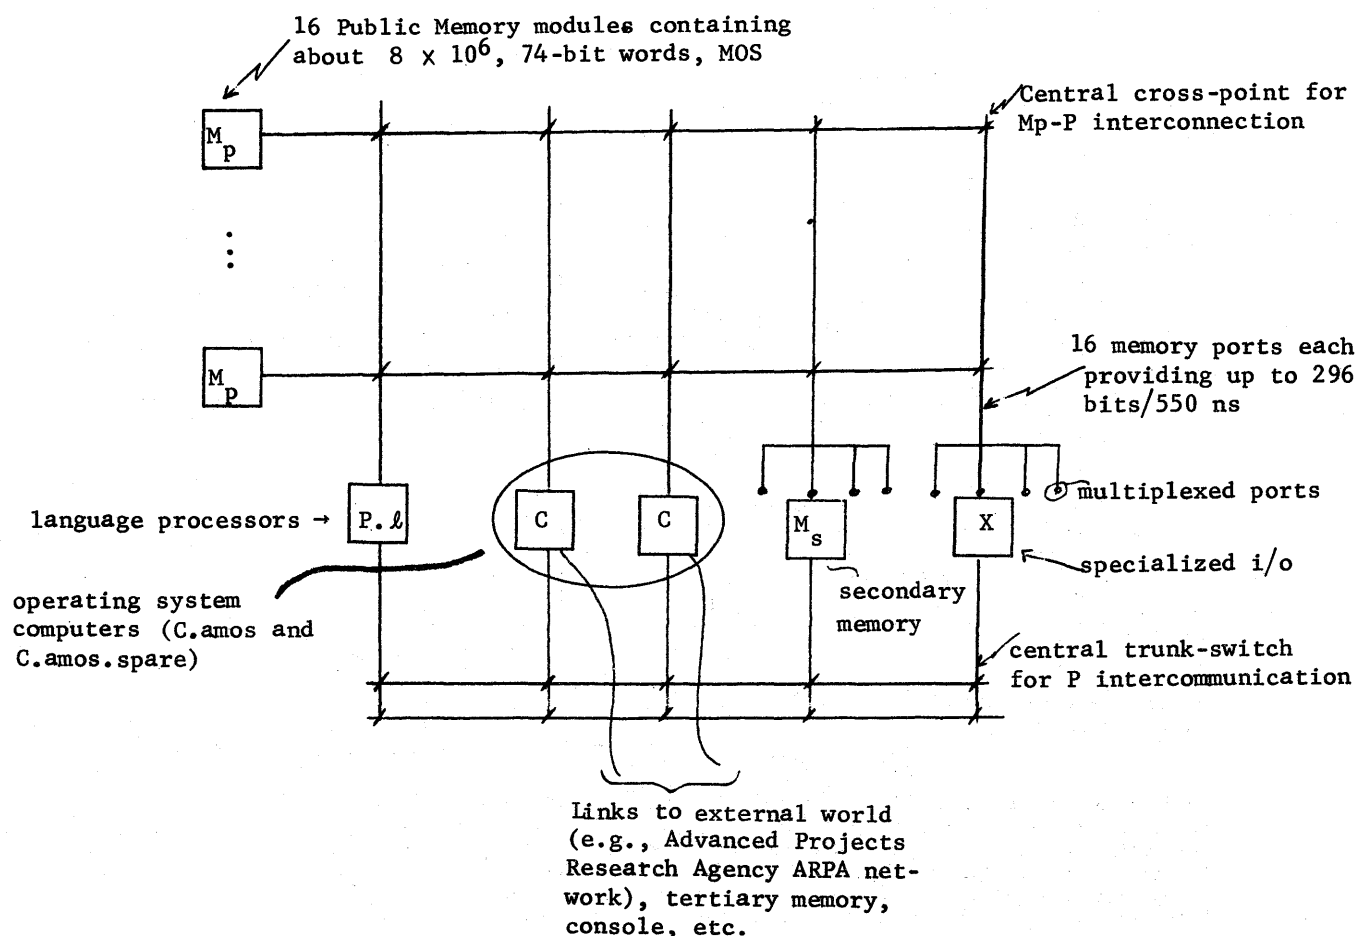 16 Public Memory modules containing
about 8 x 10⁶, 74-bit words, MOS
Central cross-point for
Mp-P interconnection
Mp
⋮
16 memory ports each
providing up to 296
bits/550 ns
Mp
multiplexed ports
language processors → P.ℓ
C
C
Ms
X
specialized i/o
secondary
memory
operating system
computers (C.amos and
C.amos.spare)
central trunk-switch
for P intercommunication
Links to external world
(e.g., Advanced Projects
Research Agency ARPA net-
work), tertiary memory,
console, etc.